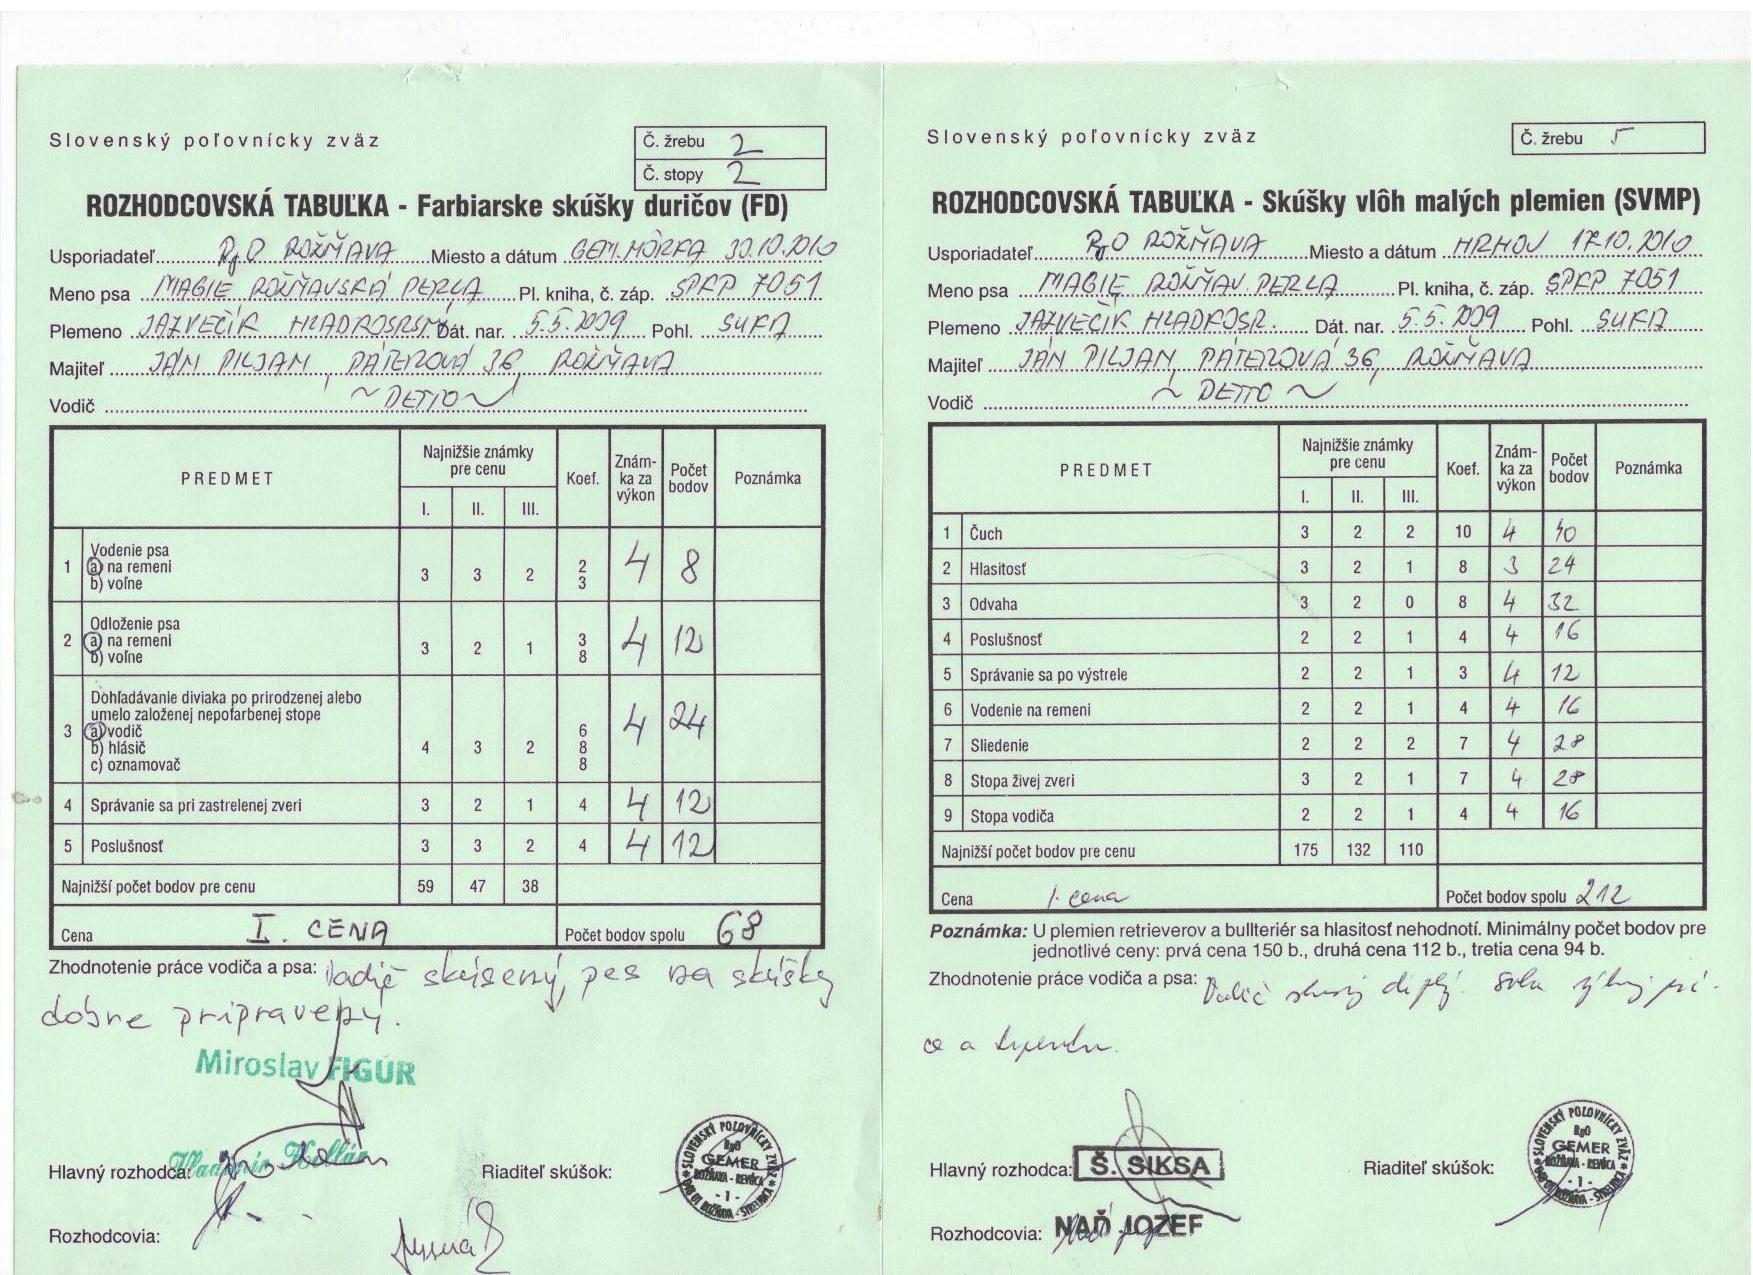 Slovenský poľovnícky zväz
Č. žrebu 2
Č. stopy 2
ROZHODCOVSKÁ TABUĽKA - Farbiarske skúšky duričov (FD)
Usporiadateľ RgO ROŽŇAVA Miesto a dátum GEM. HÔRKA 30.10.2010
Meno psa MAGIE ROŽŇAVSKÁ PERLA Pl. kniha, č. záp. SPKP 7051
Plemeno JAZVEČÍK HLADKOSRSTÝ Dát. nar. 5.5.2009 Pohl. SUKA
Majiteľ JÁN PILJAN, PÁTEROVÁ 36, ROŽŇAVA
Vodič ~ DETTO ~
PREDMET Najnižšie známky pre cenu Koef. Znám- ka za výkon Počet bodov Poznámka
I. II. III.
1 Vodenie psa
a) na remeni 3 3 2 2 4 8
b) voľne 3
2 Odloženie psa
a) na remeni 3 2 1 3 4 12
b) voľne 8
3 Dohľadávanie diviaka po prirodzenej alebo
umelo založenej nepofarbenej stope
a) vodič 6 4 24
b) hlásič 4 3 2 8
c) oznamovač 8
4 Správanie sa pri zastrelenej zveri 3 2 1 4 4 12
5 Poslušnosť 3 3 2 4 4 12
Najnižší počet bodov pre cenu 59 47 38
Cena I. CENA Počet bodov spolu 68
Zhodnotenie práce vodiča a psa: Vodič skúsený, pes na skúšky
dobre pripravený.
Miroslav FIGÚR
Hlavný rozhodca: Vladimír Hollán Riaditeľ skúšok:
SLOVENSKÝ POĽOVNÍCKY ZVÄZ RgO GEMER ROŽŇAVA - REVÚCA - 1 -
Rozhodcovia:
Slovenský poľovnícky zväz
Č. žrebu 5
ROZHODCOVSKÁ TABUĽKA - Skúšky vlôh malých plemien (SVMP)
Usporiadateľ RgO ROŽŇAVA Miesto a dátum HRHOV 17.10.2010
Meno psa MAGIE ROŽŇAV. PERLA Pl. kniha, č. záp. SPKP 7051
Plemeno JAZVEČÍK HLADKOSR. Dát. nar. 5.5.2009 Pohl. SUKA
Majiteľ JÁN PILJAN, PÁTEROVÁ 36, ROŽŇAVA
Vodič ~ DETTO ~
PREDMET Najnižšie známky pre cenu Koef. Znám- ka za výkon Počet bodov Poznámka
I. II. III.
1 Čuch 3 2 2 10 4 40
2 Hlasitosť 3 2 1 8 3 24
3 Odvaha 3 2 0 8 4 32
4 Poslušnosť 2 2 1 4 4 16
5 Správanie sa po výstrele 2 2 1 3 4 12
6 Vodenie na remeni 2 2 1 4 4 16
7 Sliedenie 2 2 2 7 4 28
8 Stopa živej zveri 3 2 1 7 4 28
9 Stopa vodiča 2 2 1 4 4 16
Najnižší počet bodov pre cenu 175 132 110
Cena I. cena Počet bodov spolu 212
Poznámka: U plemien retrieverov a bullteriér sa hlasitosť nehodnotí. Minimálny počet bodov pre
jednotlivé ceny: prvá cena 150 b., druhá cena 112 b., tretia cena 94 b.
Zhodnotenie práce vodiča a psa: Vodič
Hlavný rozhodca: Š. SIKSA Riaditeľ skúšok:
SLOVENSKÝ POĽOVNÍCKY ZVÄZ RgO GEMER ROŽŇAVA - REVÚCA - 1 -
Rozhodcovia: NAĎ JOZEF